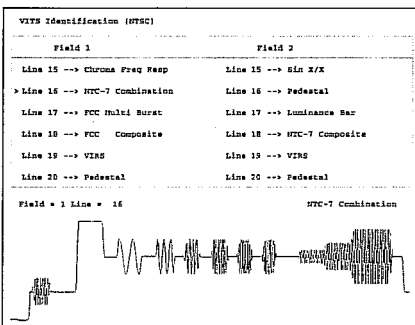 VITS Identification (NTSC)
Field 1 Field 2
Line 15 --> Chroma Freq Resp Line 15 --> Sin X/X
> Line 16 --> NTC-7 Combination Line 16 --> Pedestal
Line 17 --> FCC Multi Burst Line 17 --> Luminance Bar
Line 18 --> FCC Composite Line 18 --> NTC-7 Composite
Line 19 --> VIRS Line 19 --> VIRS
Line 20 --> Pedestal Line 20 --> Pedestal
Field = 1 Line = 16 NTC-7 Combination